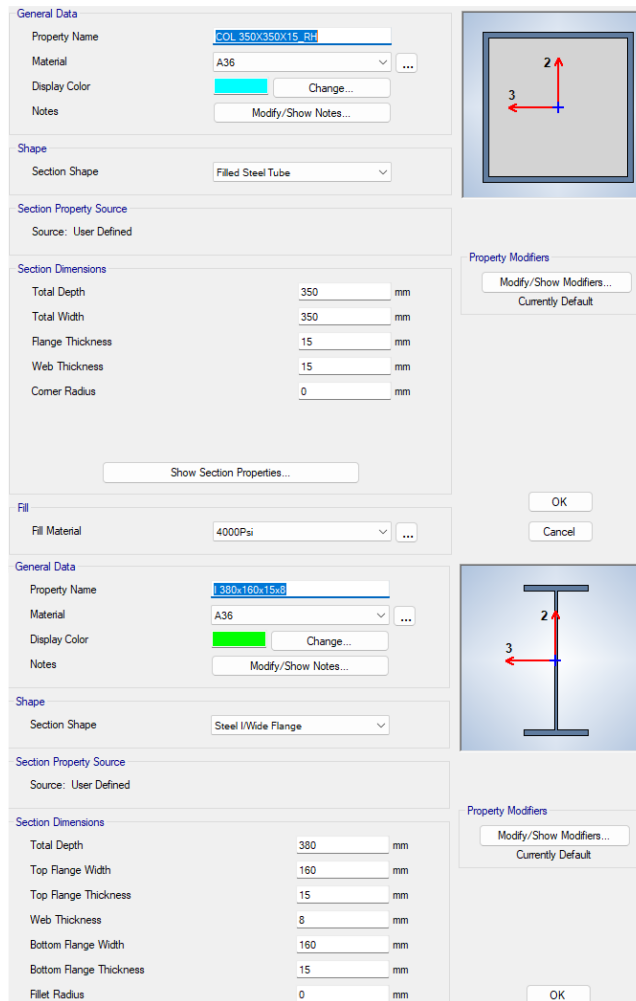 General Data
Property Name COL 350X350X15_RH
Material A36 ...
Display Color Change...
Notes Modify/Show Notes...
2
3
Shape
Section Shape Filled Steel Tube
Section Property Source
Source: User Defined
Property Modifiers
Modify/Show Modifiers...
Currently Default
Section Dimensions
Total Depth 350 mm
Total Width 350 mm
Flange Thickness 15 mm
Web Thickness 15 mm
Corner Radius 0 mm
Show Section Properties...
OK
Cancel
Fill
Fill Material 4000Psi ...
General Data
Property Name I 380x160x15x8
Material A36 ...
Display Color Change...
Notes Modify/Show Notes...
2
3
Shape
Section Shape Steel I/Wide Flange
Section Property Source
Source: User Defined
Property Modifiers
Modify/Show Modifiers...
Currently Default
Section Dimensions
Total Depth 380 mm
Top Flange Width 160 mm
Top Flange Thickness 15 mm
Web Thickness 8 mm
Bottom Flange Width 160 mm
Bottom Flange Thickness 15 mm
Fillet Radius 0 mm
OK